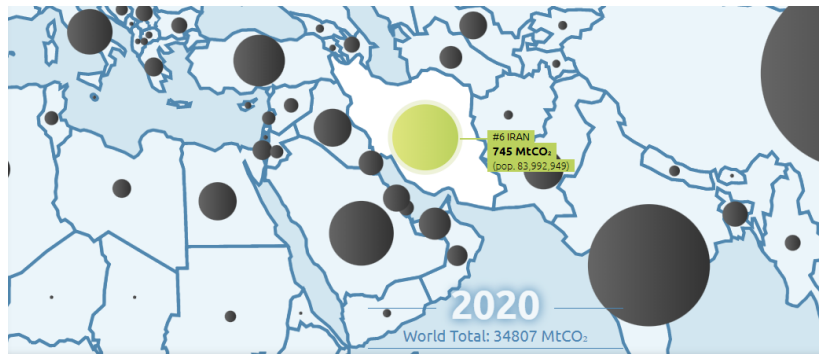 #6 IRAN
745 MtCO₂
(pop. 83,992,949)
2020
World Total: 34807 MtCO₂